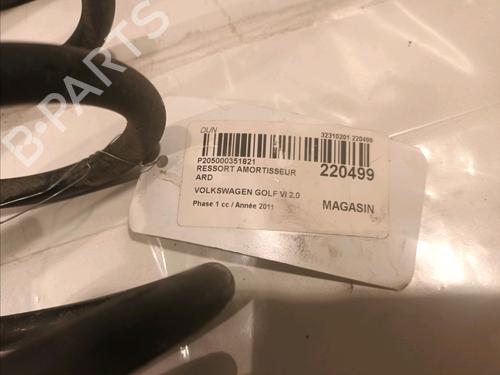 B-PARTS
DUN
32310201 220499
P205000351821
RESSORT AMORTISSEUR
220499
ARD
VOLKSWAGEN GOLF VI 2.0
Phase 1 cc / Année 2011
MAGASIN